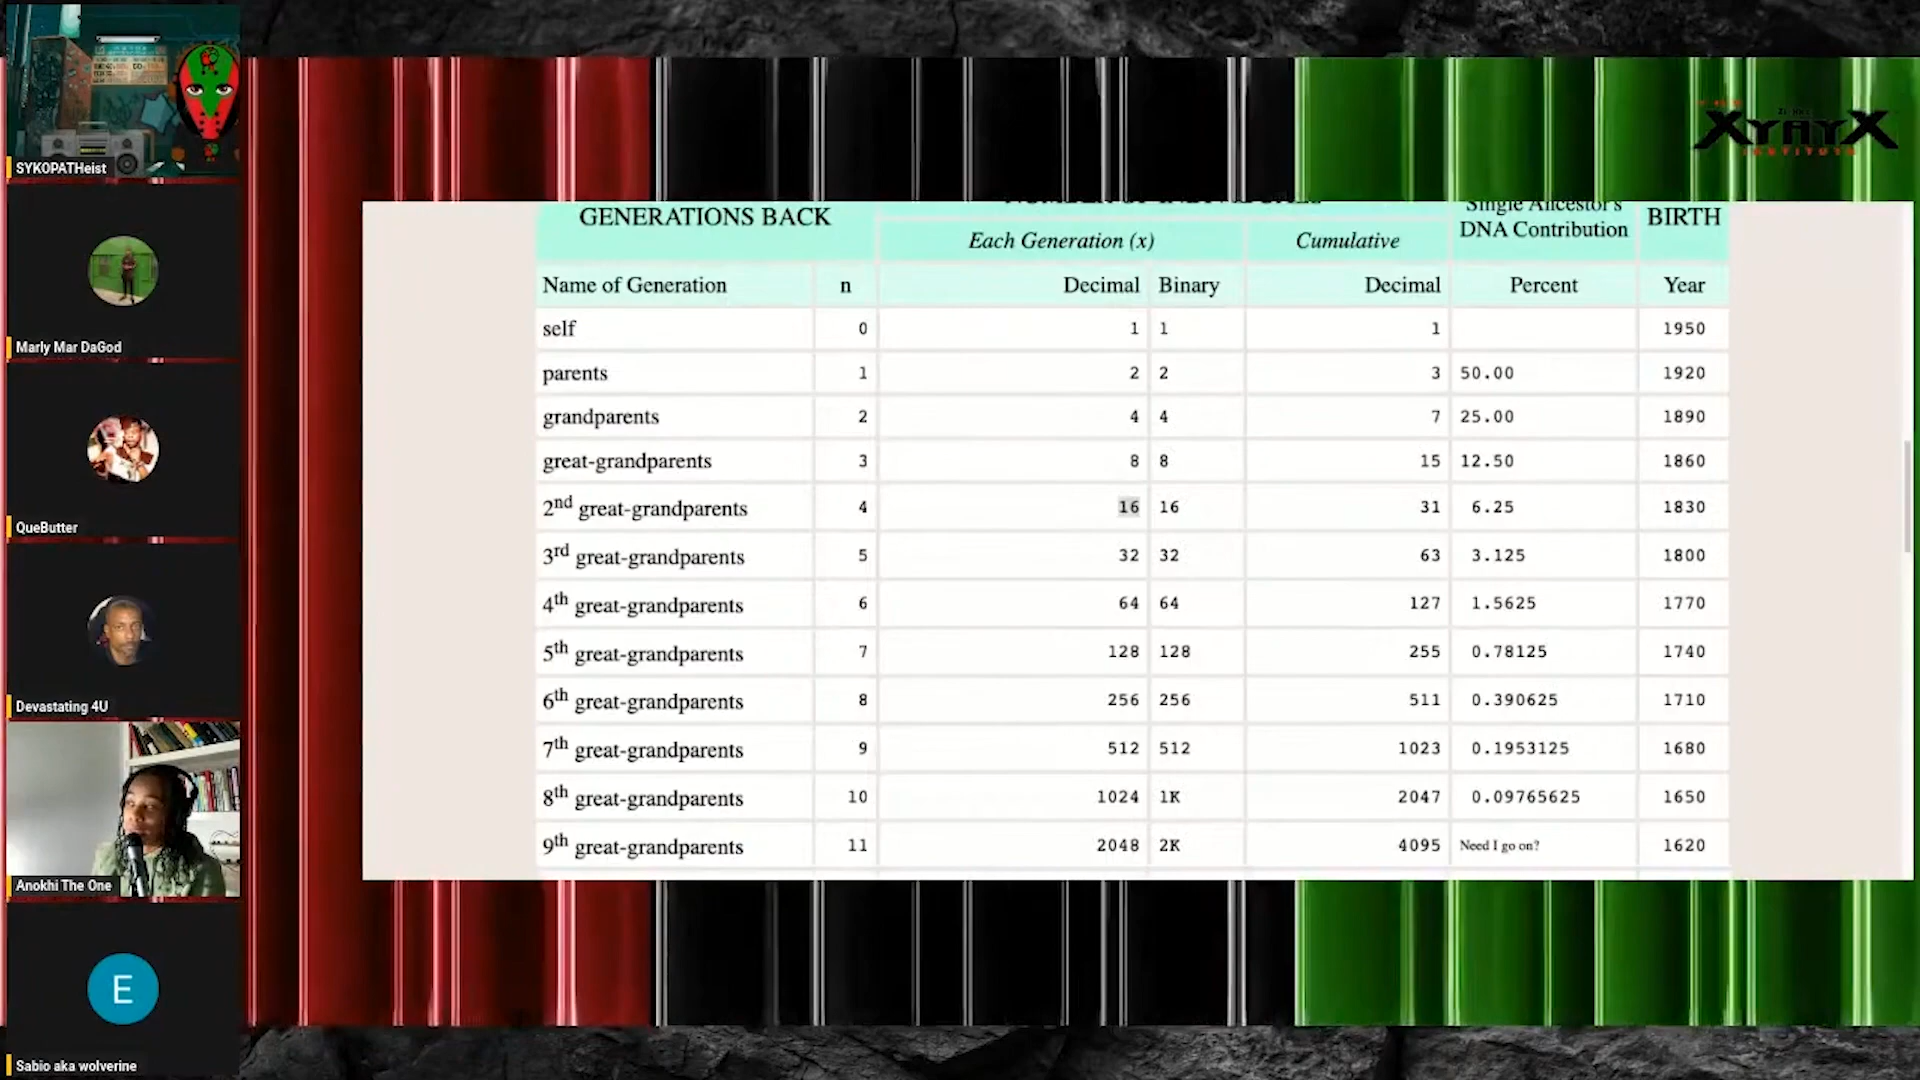 SYKOPATHeist
Marly Mar DaGod
QueButter
Devastating 4U
Anokhi The One
E
Sabio aka wolverine
XYAYX
INSTITUTE
GENERATIONS BACK
Each Generation (x)
Cumulative
Single Ancestor's
DNA Contribution
BIRTH
Name of Generation n Decimal Binary Decimal Percent Year
self 0 1 1 1 1950
parents 1 2 2 3 50.00 1920
grandparents 2 4 4 7 25.00 1890
great-grandparents 3 8 8 15 12.50 1860
2nd great-grandparents 4 16 16 31 6.25 1830
3rd great-grandparents 5 32 32 63 3.125 1800
4th great-grandparents 6 64 64 127 1.5625 1770
5th great-grandparents 7 128 128 255 0.78125 1740
6th great-grandparents 8 256 256 511 0.390625 1710
7th great-grandparents 9 512 512 1023 0.1953125 1680
8th great-grandparents 10 1024 1K 2047 0.09765625 1650
9th great-grandparents 11 2048 2K 4095 Need I go on? 1620